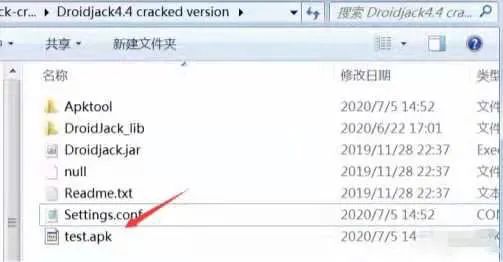 ck-cr... ▸ Droidjack4.4 cracked version ▸
搜索 Droidjack4.4 cra...
共享 ▾ 新建文件夹
名称 修改日期 类型
Apktool 2020/7/5 14:52 文件
DroidJack_lib 2020/6/22 17:01 文件
Droidjack.jar 2019/11/28 22:37 Exec
null 2019/11/28 22:37 文件
Readme.txt 2019/11/28 22:37 文本
Settings.conf 2020/7/5 14:52 CON
test.apk 2020/7/5 14